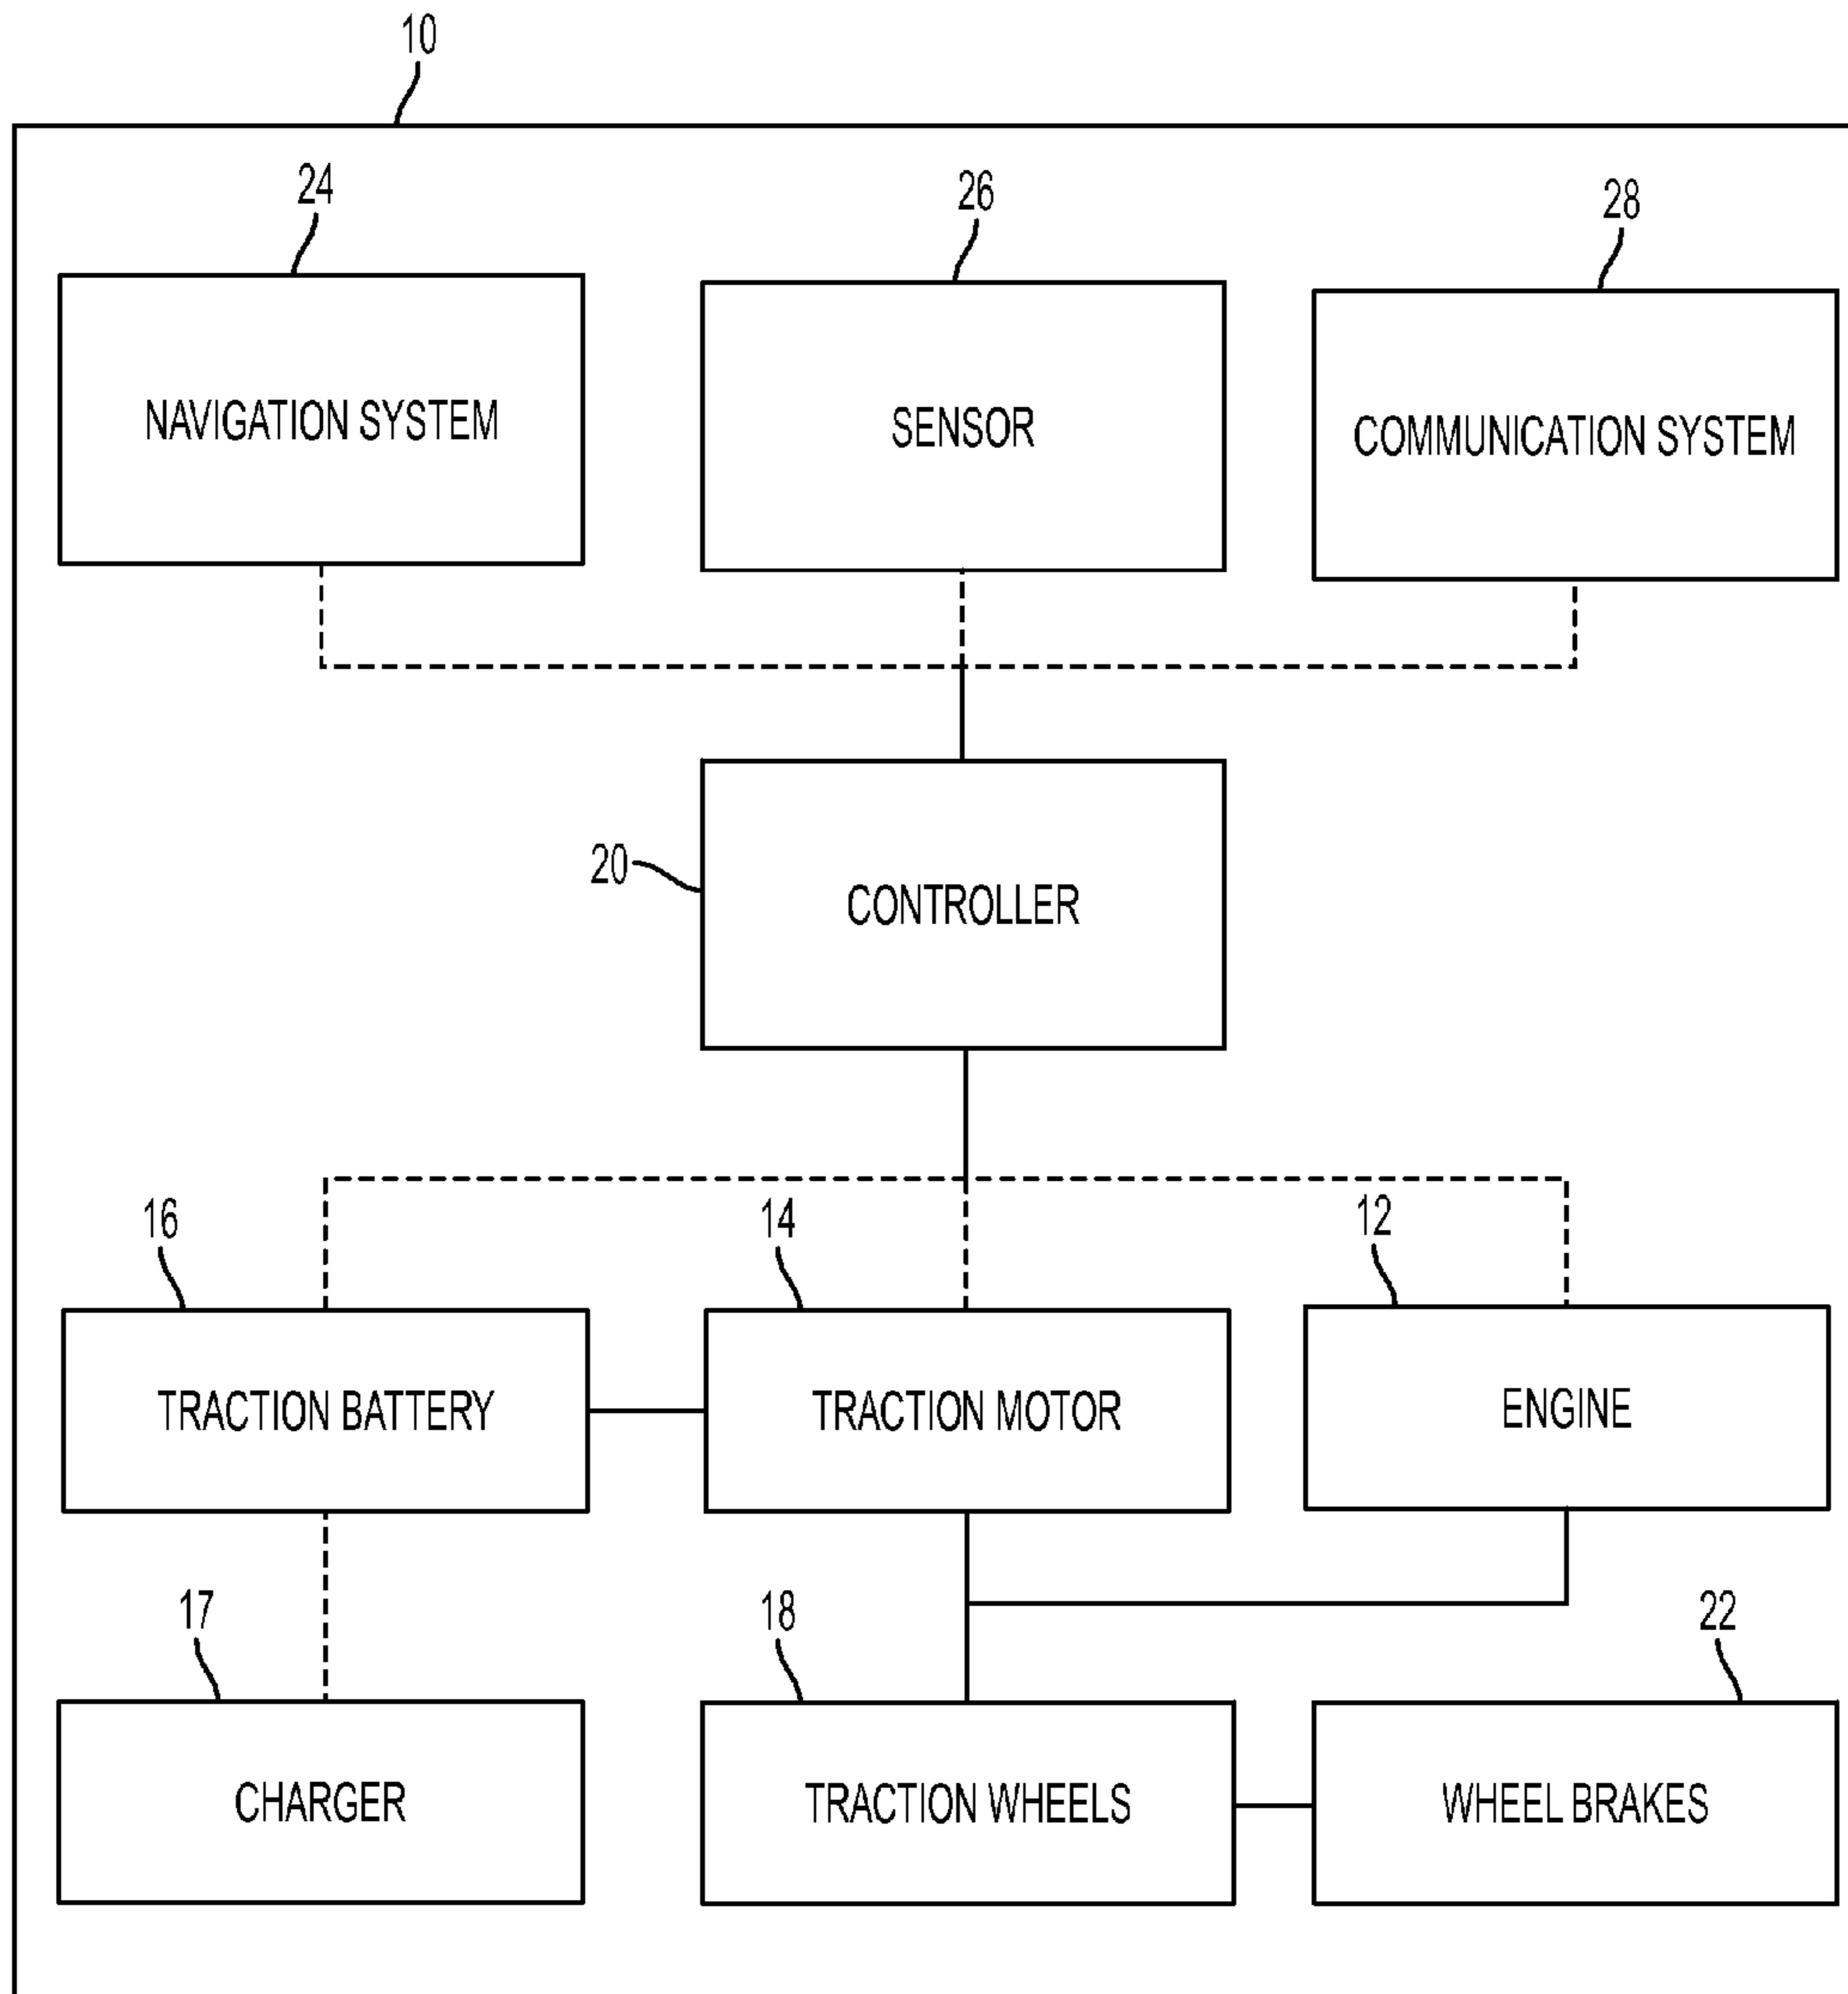 10
24
26
28
NAVIGATION SYSTEM
SENSOR
COMMUNICATION SYSTEM
20
CONTROLLER
16
14
12
TRACTION BATTERY
TRACTION MOTOR
ENGINE
17
18
22
CHARGER
TRACTION WHEELS
WHEEL BRAKES